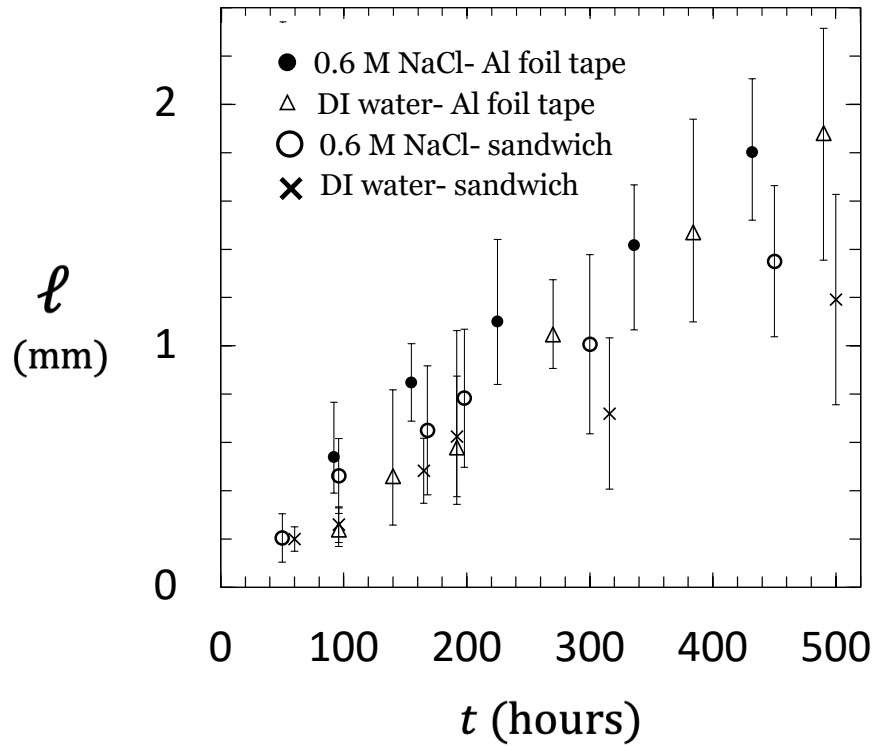 0.6 M NaCl- Al foil tape
DI water- Al foil tape
0.6 M NaCl- sandwich
DI water- sandwich
2
1
0
ℓ
(mm)
0 100 200 300 400 500
t (hours)